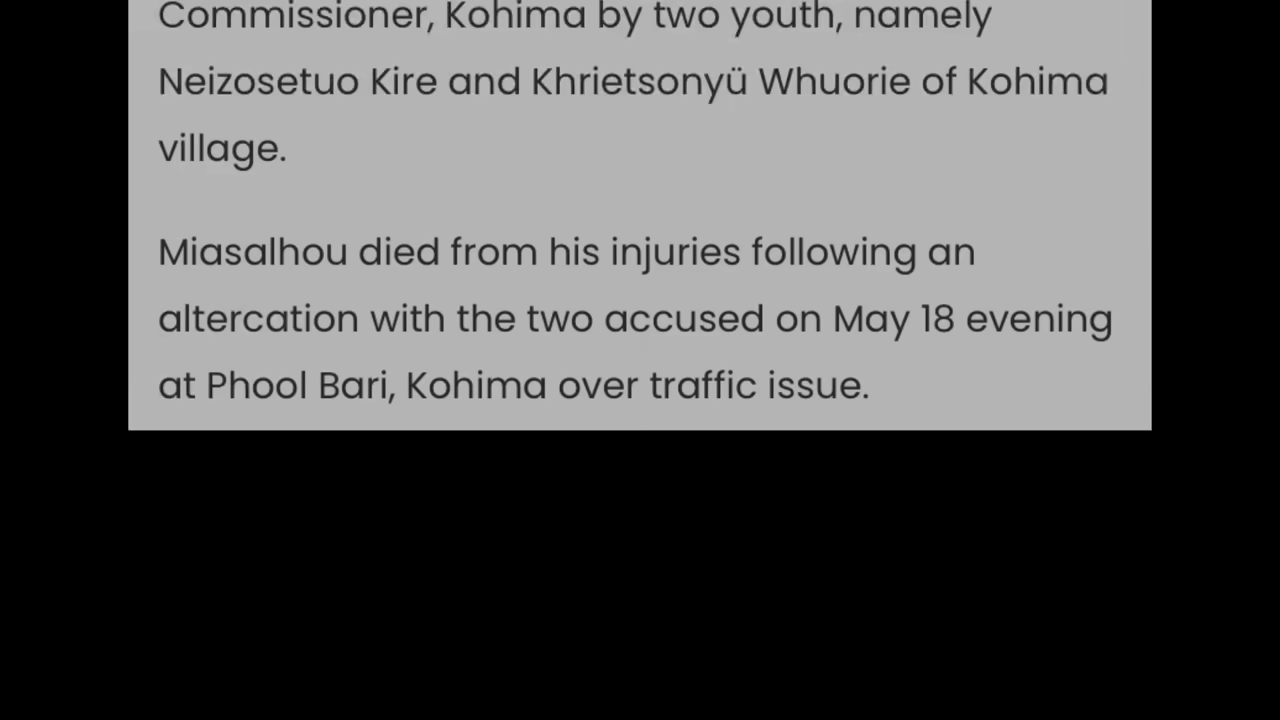 Commissioner, Kohima by two youth, namely
Neizosetuo Kire and Khrietsonyü Whuorie of Kohima
village.
Miasalhou died from his injuries following an
altercation with the two accused on May 18 evening
at Phool Bari, Kohima over traffic issue.